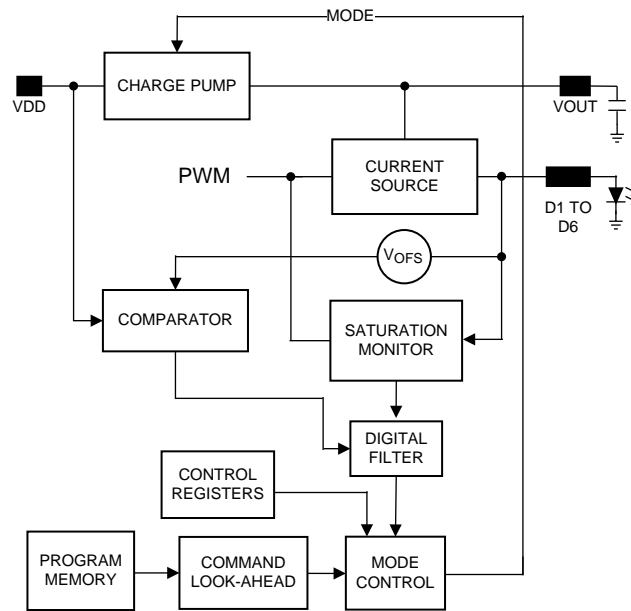 MODE
CHARGE PUMP
VDD
VOUT
PWM
CURRENT
SOURCE
D1 TO
D6
VOFS
COMPARATOR
SATURATION
MONITOR
DIGITAL
FILTER
CONTROL
REGISTERS
PROGRAM
MEMORY
COMMAND
LOOK-AHEAD
MODE
CONTROL